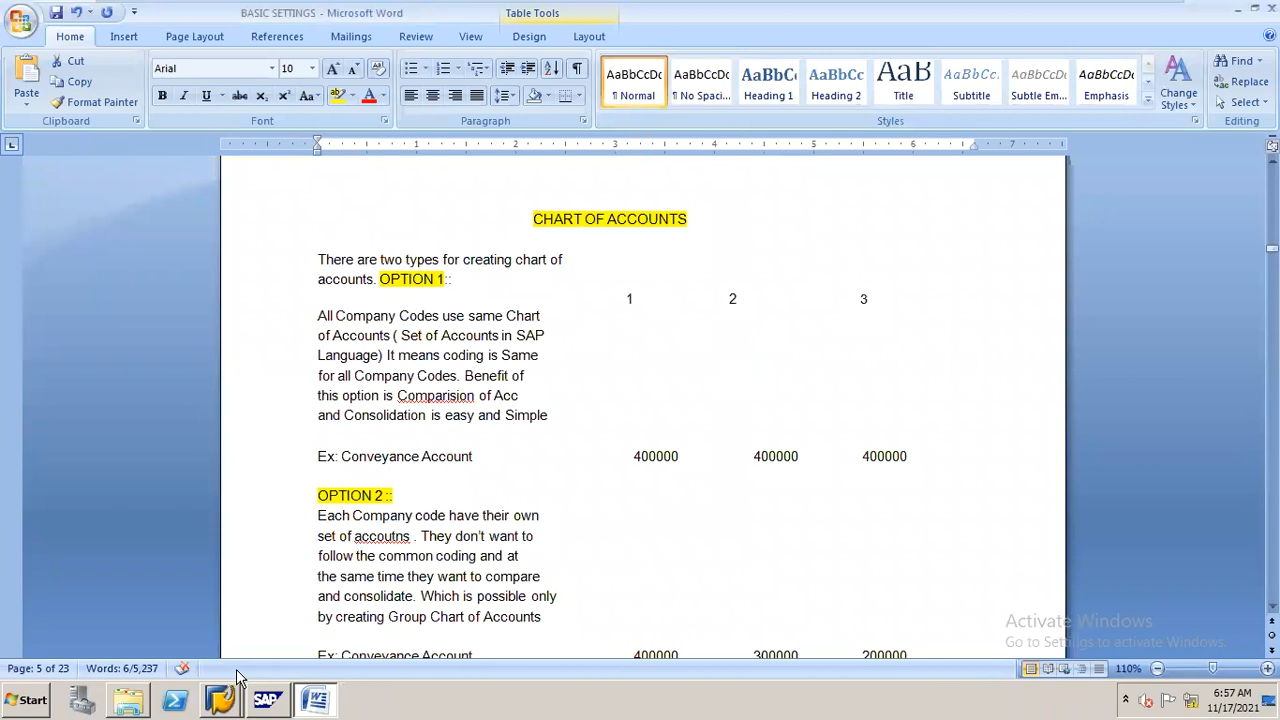 BASIC SETTINGS - Microsoft Word
Table Tools
Home Insert Page Layout References Mailings Review View Design Layout
Paste
Cut
Copy
Format Painter
Clipboard
Arial 10
Font
Paragraph
AaBbCcDc AaBbCcDc AaBbCc AaBbCc AaB AaBbCcL AaBbCcDc AaBbCcDc
¶ Normal ¶ No Spaci... Heading 1 Heading 2 Title Subtitle Subtle Em... Emphasis
Change Styles
Styles
Find
Replace
Select
Editing
1 2 3 4 5 6 7
CHART OF ACCOUNTS
There are two types for creating chart of
accounts. OPTION 1::
1 2 3
All Company Codes use same Chart
of Accounts ( Set of Accounts in SAP
Language) It means coding is Same
for all Company Codes. Benefit of
this option is Comparision of Acc
and Consolidation is easy and Simple
Ex: Conveyance Account 400000 400000 400000
OPTION 2 ::
Each Company code have their own
set of accoutns . They don't want to
follow the common coding and at
the same time they want to compare
and consolidate. Which is possible only
by creating Group Chart of Accounts
Ex: Conveyance Account 400000 300000 200000
Activate Windows
Go to Settings to activate Windows.
Page: 5 of 23 Words: 6/5,237 110%
Start SAP
6:57 AM
11/17/2021